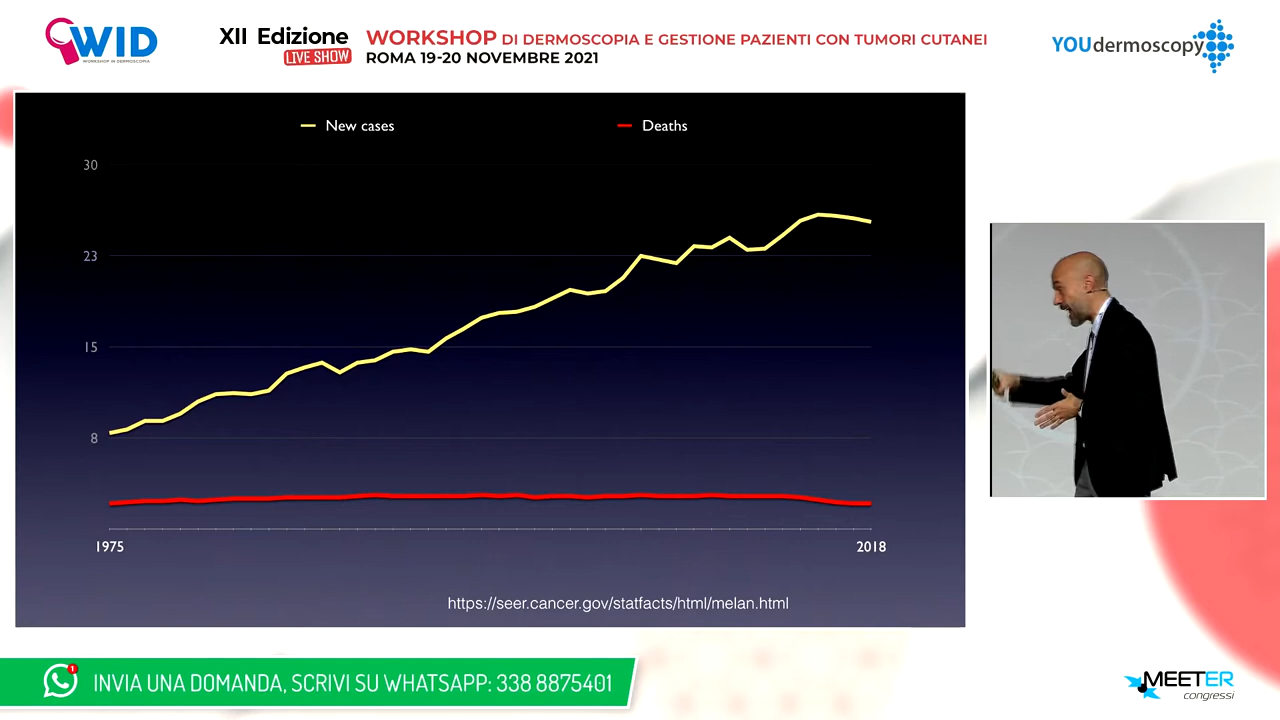 WID
WORKSHOP IN DERMOSCOPIA
XII Edizione
LIVE SHOW
WORKSHOP DI DERMOSCOPIA E GESTIONE PAZIENTI CON TUMORI CUTANEI
ROMA 19-20 NOVEMBRE 2021
YOUdermoscopy
New cases
Deaths
30
23
15
8
1975
2018
https://seer.cancer.gov/statfacts/html/melan.html
1
INVIA UNA DOMANDA, SCRIVI SU WHATSAPP: 338 8875401
MEETER
congressi